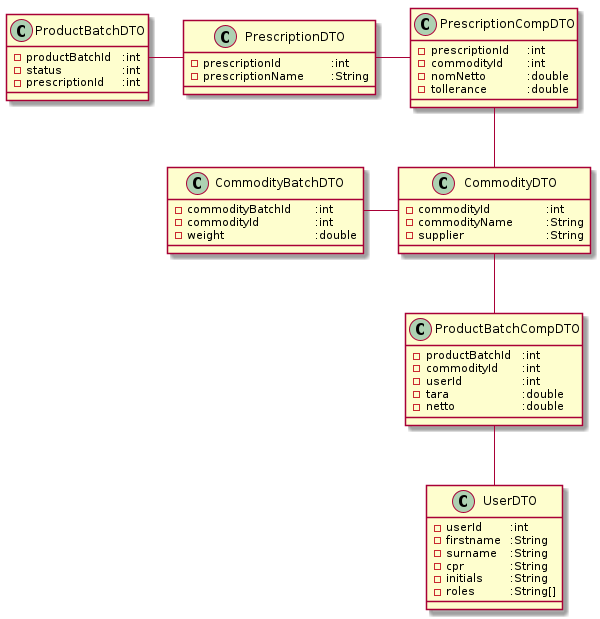 C ProductBatchDTO
productBatchId :int
status :int
prescriptionId :int
C PrescriptionDTO
prescriptionId :int
prescriptionName :String
C PrescriptionCompDTO
prescriptionId :int
commodityId :int
nomNetto :double
tollerance :double
C CommodityBatchDTO
commodityBatchId :int
commodityId :int
weight :double
C CommodityDTO
commodityId :int
commodityName :String
supplier :String
C ProductBatchCompDTO
productBatchId :int
commodityId :int
userId :int
tara :double
netto :double
C UserDTO
userId :int
firstname :String
surname :String
cpr :String
initials :String
roles :String[]